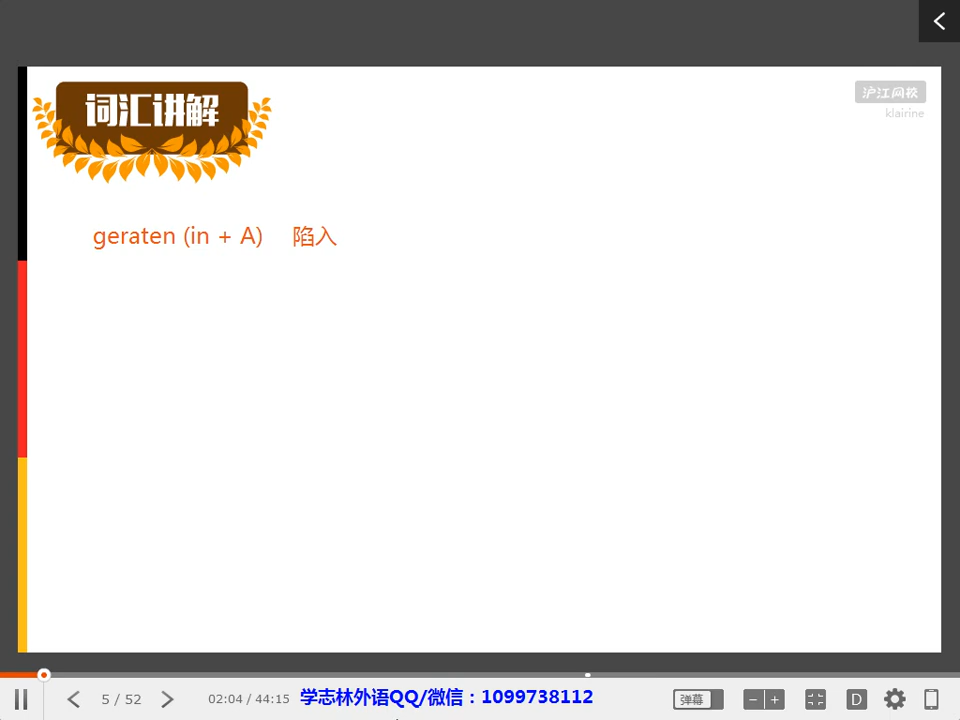 词汇讲解
沪江网校
klairine
geraten (in + A) 陷入
5 / 52
02:04 / 44:15
学志林外语QQ/微信：1099738112
弹幕
D